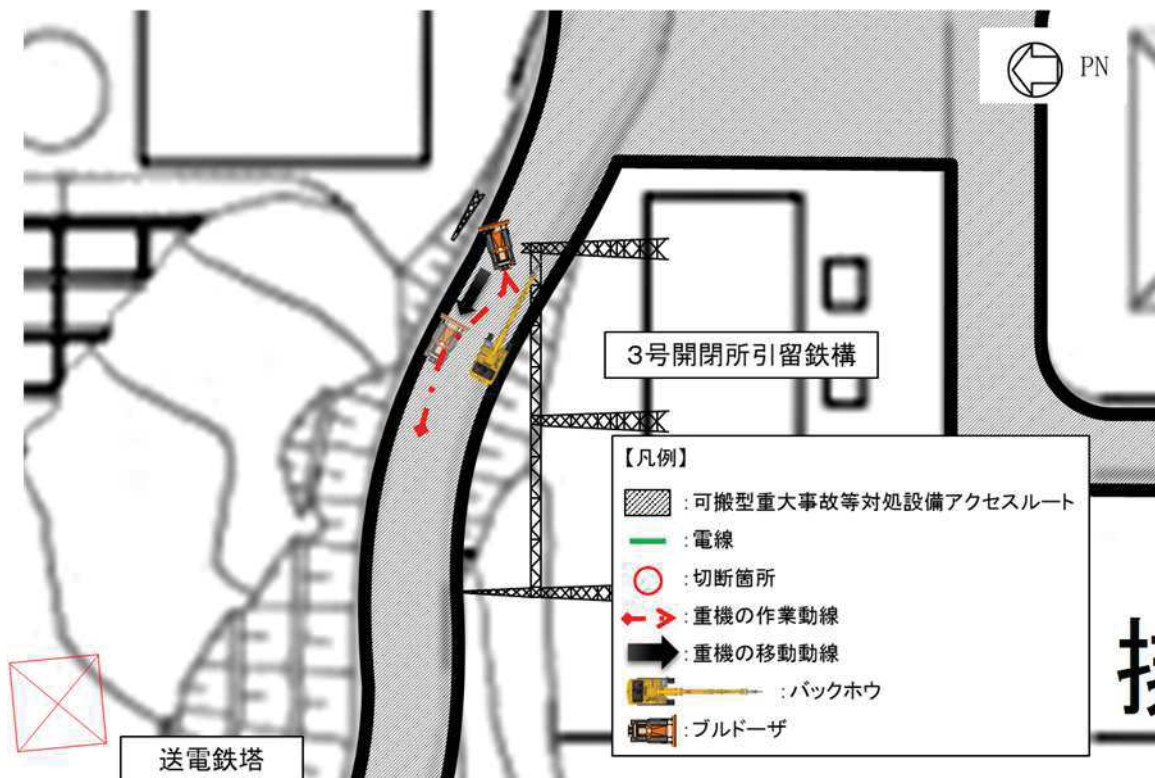 PN
3号開閉所引留鉄構
【凡例】
：可搬型重大事故等対処設備アクセスルート
：電線
：切断箇所
：重機の作業動線
：重機の移動動線
：バックホウ
：ブルドーザ
送電鉄塔